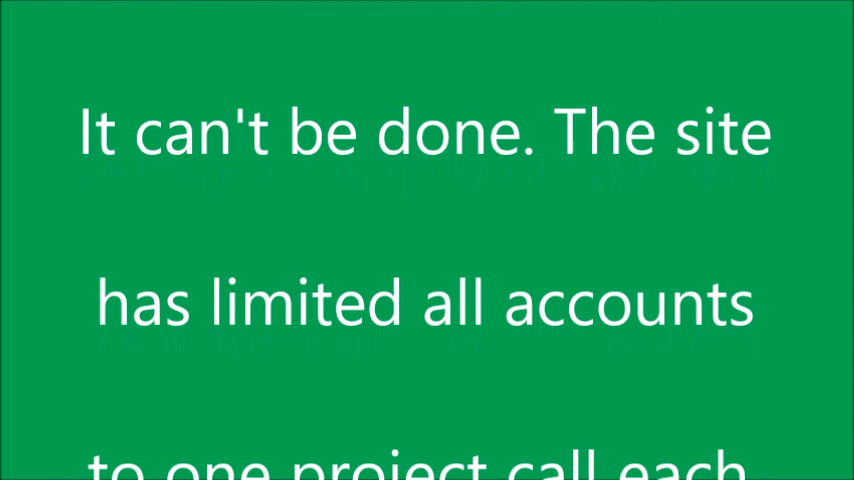 It can't be done. The site
has limited all accounts
to one project call each